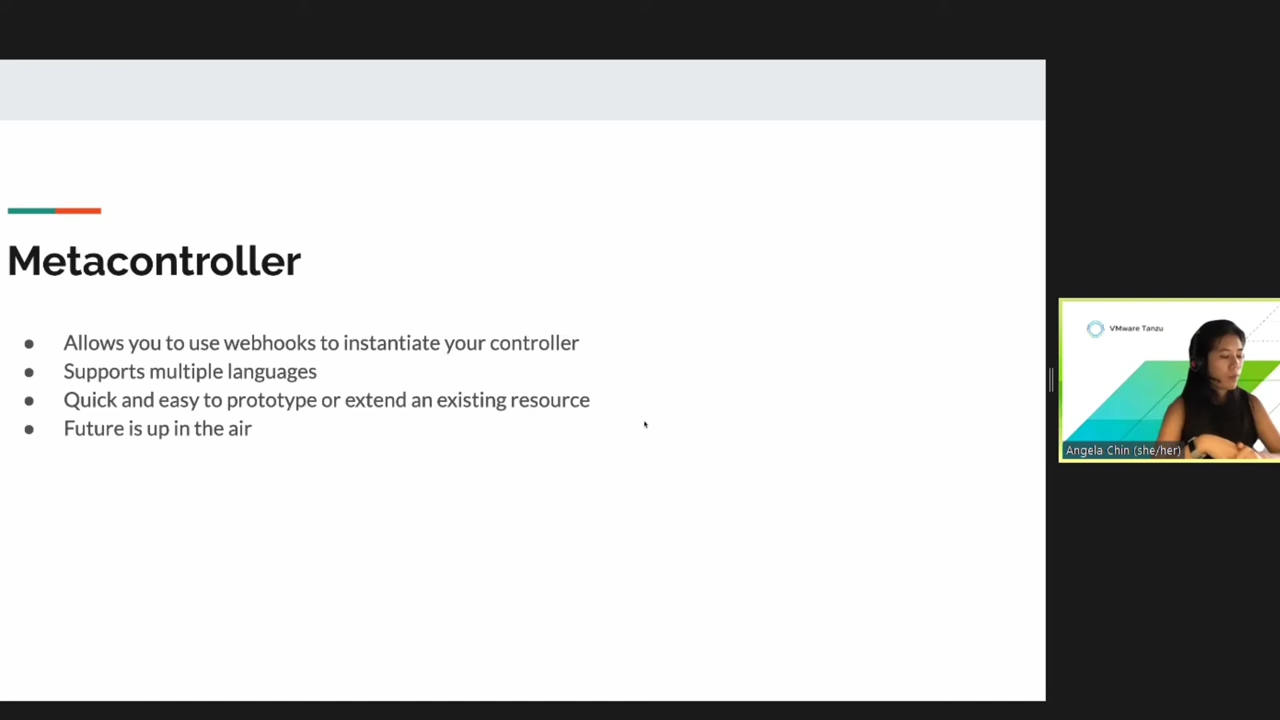 Metacontroller
● Allows you to use webhooks to instantiate your controller
● Supports multiple languages
● Quick and easy to prototype or extend an existing resource
● Future is up in the air
VMware Tanzu
Angela Chin (she/her)